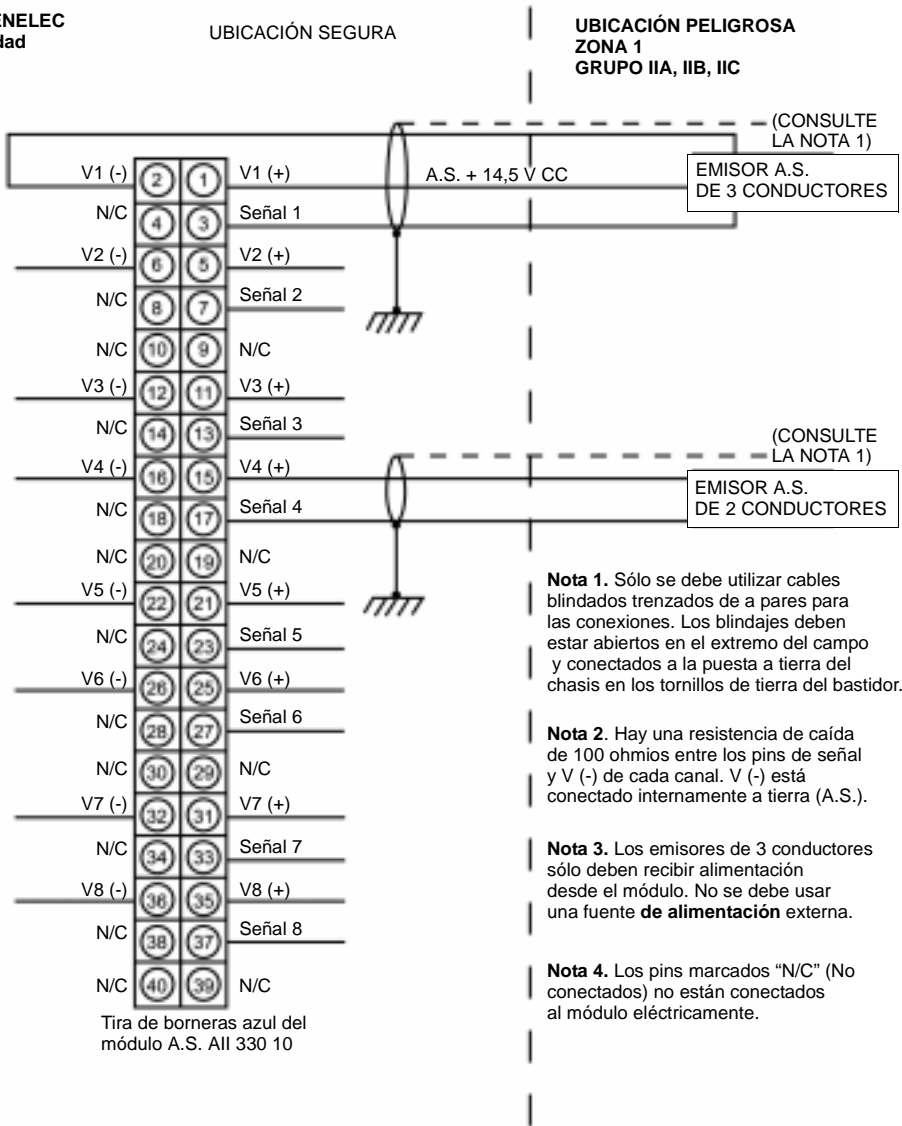 UBICACIÓN SEGURA
UBICACIÓN PELIGROSA
ZONA 1
GRUPO IIA, IIB, IIC
(CONSULTE
LA NOTA 1)
V1 (-) 2 1 V1 (+) A.S. + 14,5 V CC
EMISOR A.S.
DE 3 CONDUCTORES
N/C 4 3 Señal 1
V2 (-) 6 5 V2 (+)
N/C 8 7 Señal 2
N/C 10 9 N/C
V3 (-) 12 11 V3 (+)
N/C 14 13 Señal 3
(CONSULTE
LA NOTA 1)
V4 (-) 16 15 V4 (+)
EMISOR A.S.
DE 2 CONDUCTORES
N/C 18 17 Señal 4
N/C 20 19 N/C
V5 (-) 22 21 V5 (+)
N/C 24 23 Señal 5
V6 (-) 26 25 V6 (+)
N/C 28 27 Señal 6
N/C 30 29 N/C
V7 (-) 32 31 V7 (+)
N/C 34 33 Señal 7
V8 (-) 36 35 V8 (+)
N/C 38 37 Señal 8
N/C 40 39 N/C
Tira de borneras azul del
módulo A.S. AII 330 10
Nota 1. Sólo se debe utilizar cables
blindados trenzados de a pares para
las conexiones. Los blindajes deben
estar abiertos en el extremo del campo
y conectados a la puesta a tierra del
chasis en los tornillos de tierra del bastidor.
Nota 2. Hay una resistencia de caída
de 100 ohmios entre los pins de señal
y V (-) de cada canal. V (-) está
conectado internamente a tierra (A.S.).
Nota 3. Los emisores de 3 conductores
sólo deben recibir alimentación
desde el módulo. No se debe usar
una fuente de alimentación externa.
Nota 4. Los pins marcados “N/C” (No
conectados) no están conectados
al módulo eléctricamente.